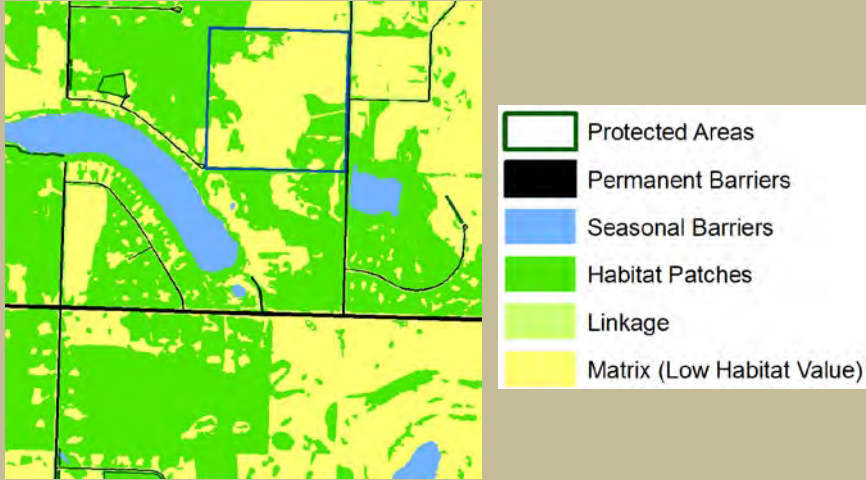 Protected Areas
Permanent Barriers
Seasonal Barriers
Habitat Patches
Linkage
Matrix (Low Habitat Value)